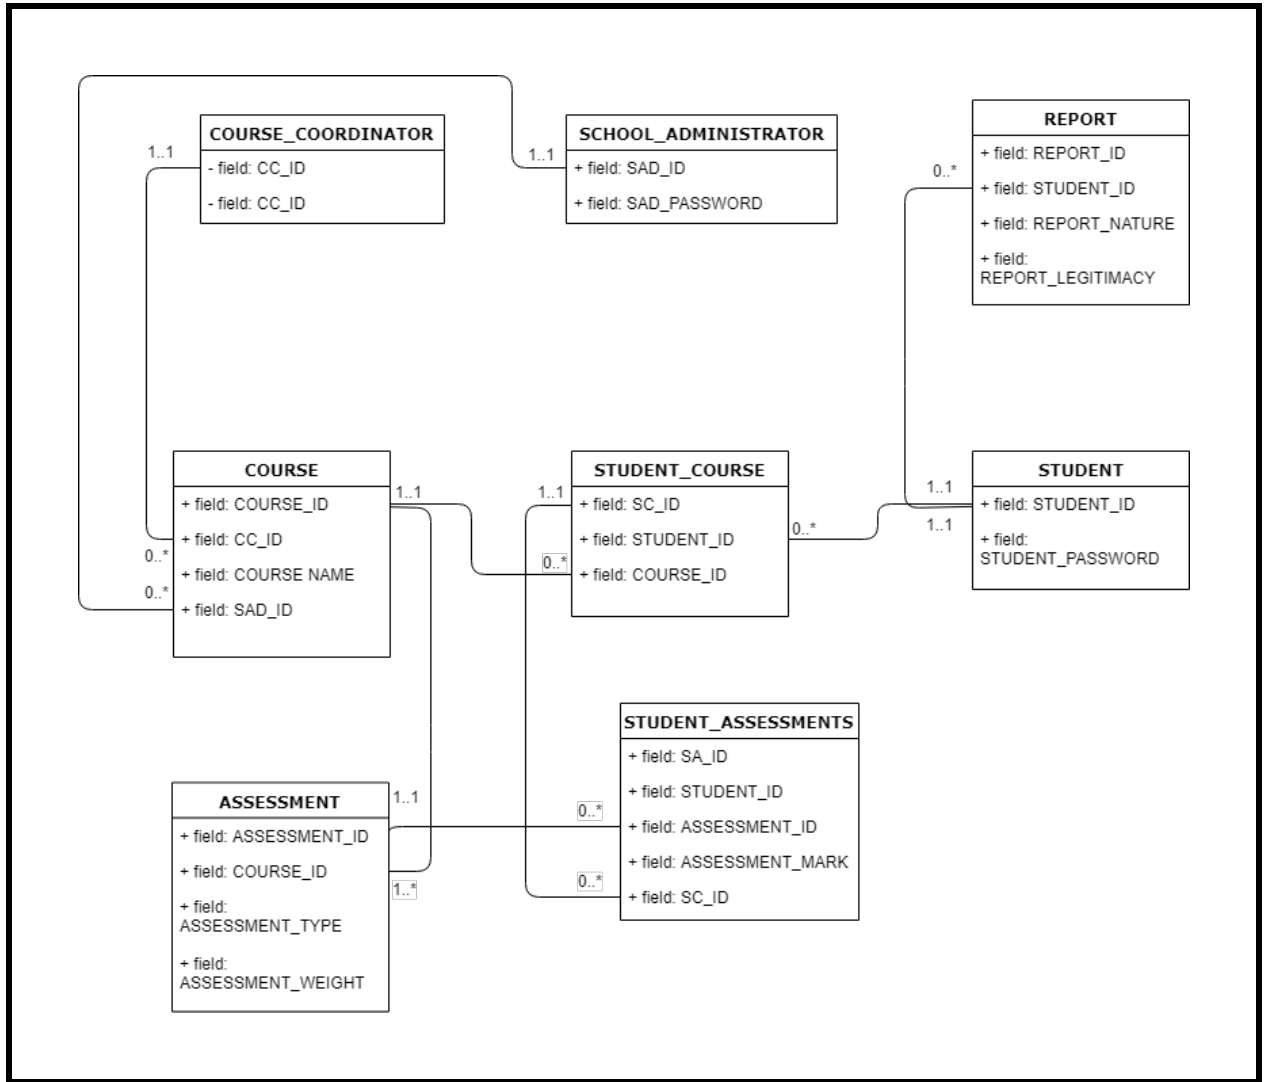 COURSE_COORDINATOR
- field: CC_ID
- field: CC_ID
1..1
SCHOOL_ADMINISTRATOR
+ field: SAD_ID
+ field: SAD_PASSWORD
1..1
REPORT
+ field: REPORT_ID
+ field: STUDENT_ID
+ field: REPORT_NATURE
+ field:
REPORT_LEGITIMACY
0..*
COURSE
+ field: COURSE_ID
+ field: CC_ID
+ field: COURSE NAME
+ field: SAD_ID
1..1
0..*
0..*
STUDENT_COURSE
+ field: SC_ID
+ field: STUDENT_ID
+ field: COURSE_ID
1..1
0..*
0..*
STUDENT
+ field: STUDENT_ID
+ field:
STUDENT_PASSWORD
1..1
1..1
STUDENT_ASSESSMENTS
+ field: SA_ID
+ field: STUDENT_ID
+ field: ASSESSMENT_ID
+ field: ASSESSMENT_MARK
+ field: SC_ID
0..*
0..*
ASSESSMENT
+ field: ASSESSMENT_ID
+ field: COURSE_ID
+ field:
ASSESSMENT_TYPE
+ field:
ASSESSMENT_WEIGHT
1..1
1..*